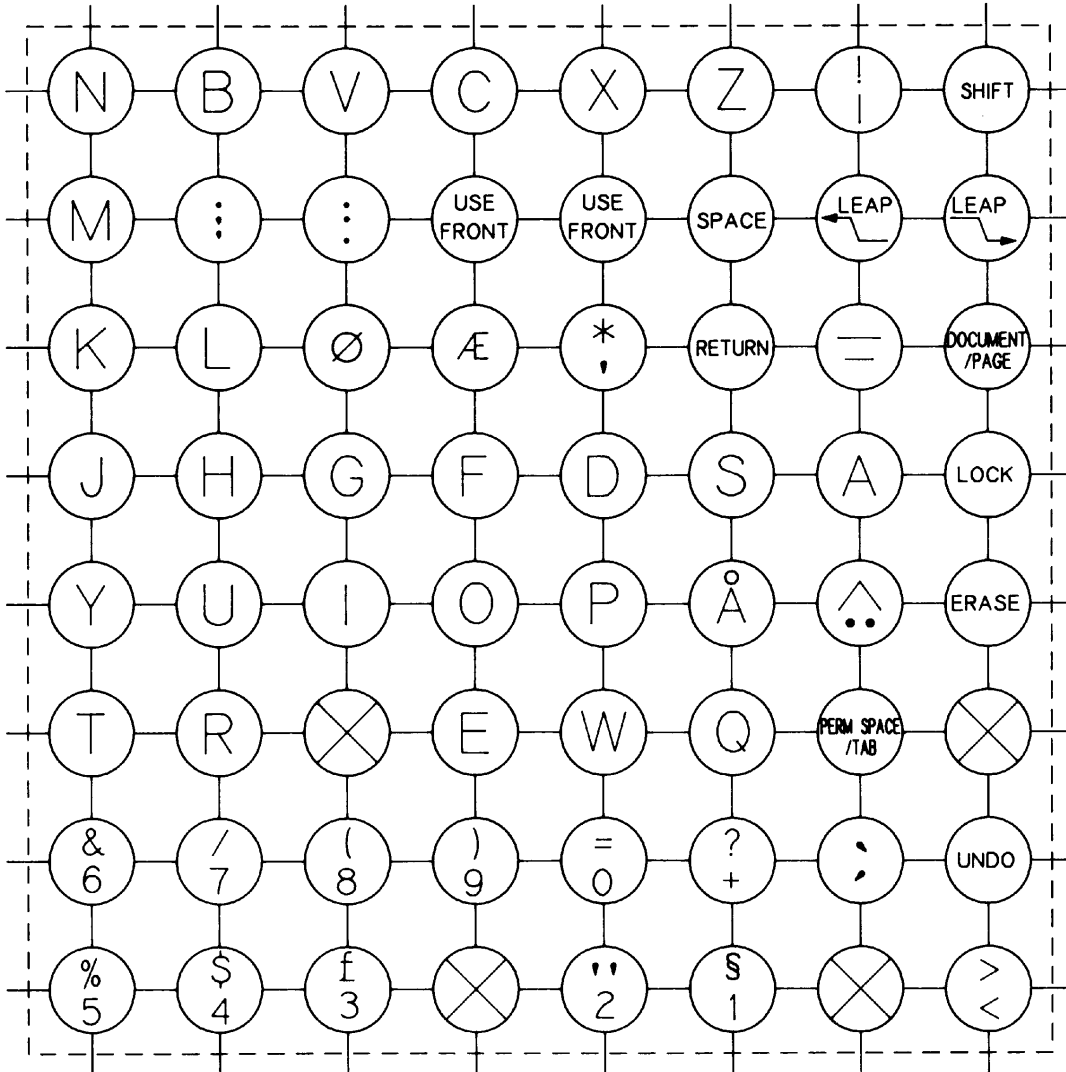 N B V C X Z ! | SHIFT
M ; : USE FRONT USE FRONT SPACE LEAP LEAP
K L Ø Æ * ' RETURN — _ DOCUMENT /PAGE
J H G F D S A LOCK
Y U I O P Å ^ ¨ ERASE
T R E W Q PERM SPACE /TAB
& 6 / 7 ( 8 ) 9 = 0 ? + ` ´ UNDO
% 5 $ 4 £ 3 " 2 § 1 > <